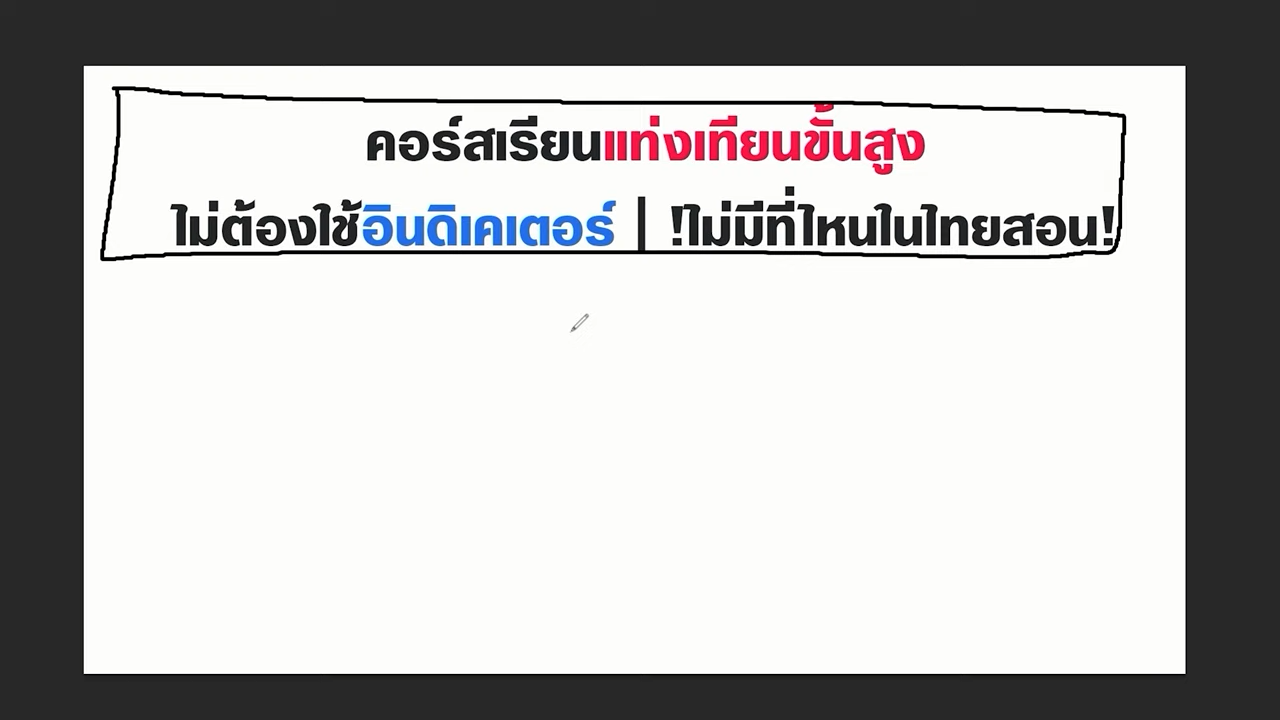 คอร์สเรียนแท่งเทียนขั้นสูง
ไม่ต้องใช้อินดิเคเตอร์ | !ไม่มีที่ไหนในไทยสอน!